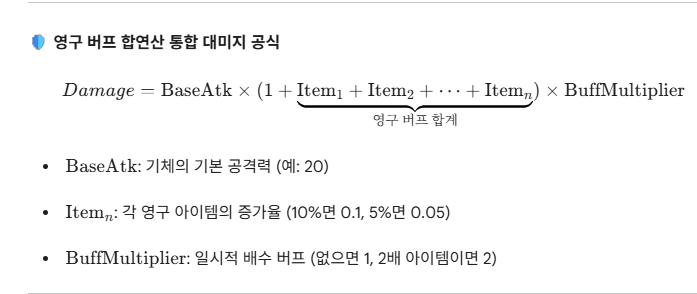 🛡️ 영구 버프 합연산 통합 대미지 공식
Damage = BaseAtk × (1 + Item₁ + Item₂ + ⋯ + Itemₙ) × BuffMultiplier
영구 버프 합계
• BaseAtk: 기체의 기본 공격력 (예: 20)
• Itemₙ: 각 영구 아이템의 증가율 (10%면 0.1, 5%면 0.05)
• BuffMultiplier: 일시적 배수 버프 (없으면 1, 2배 아이템이면 2)